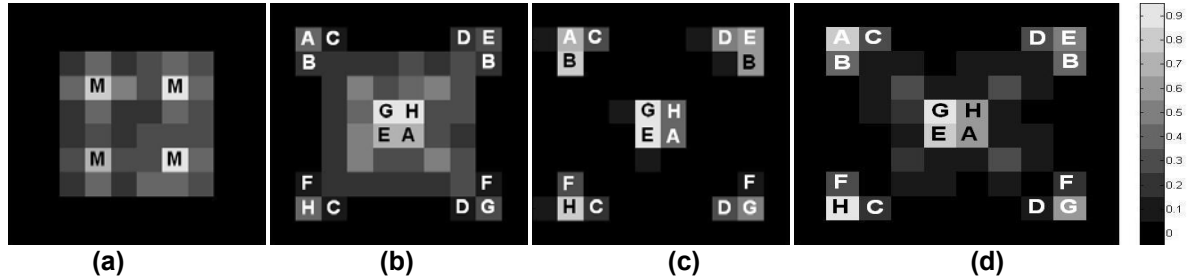 M M
M M
(a)
A C D E
B B
G H
E A
F F
H C D G
(b)
A C D E
B B
G H
E A
F F
H C D G
(c)
A C D E
B B
G H
E A
F F
H C D G
(d)
0.9
0.8
0.7
0.6
0.5
0.4
0.3
0.2
0.1
0